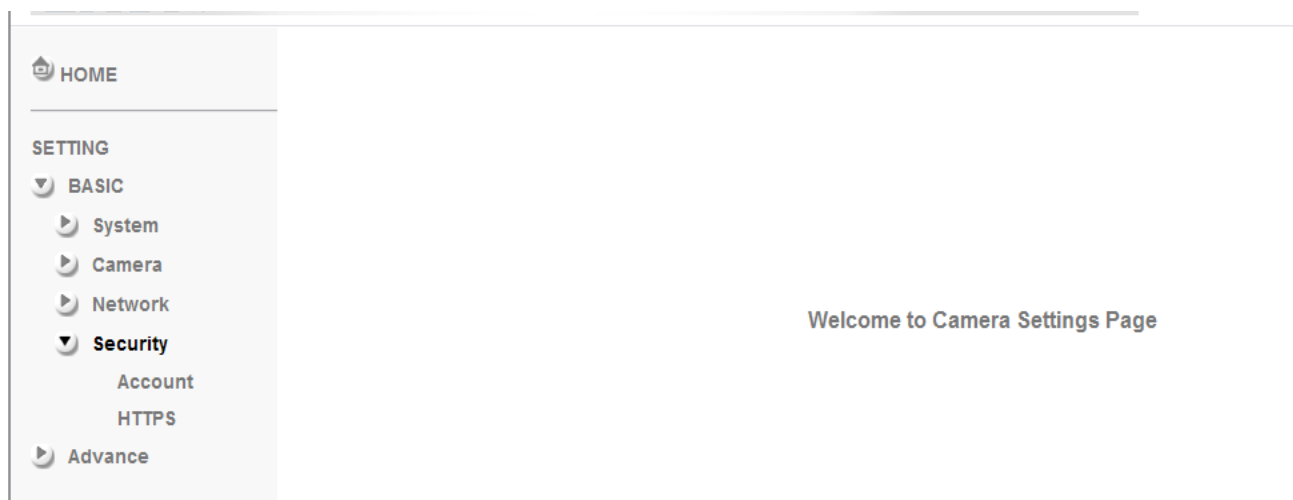 HOME
SETTING
BASIC
System
Camera
Network
Security
Account
HTTPS
Advance
Welcome to Camera Settings Page